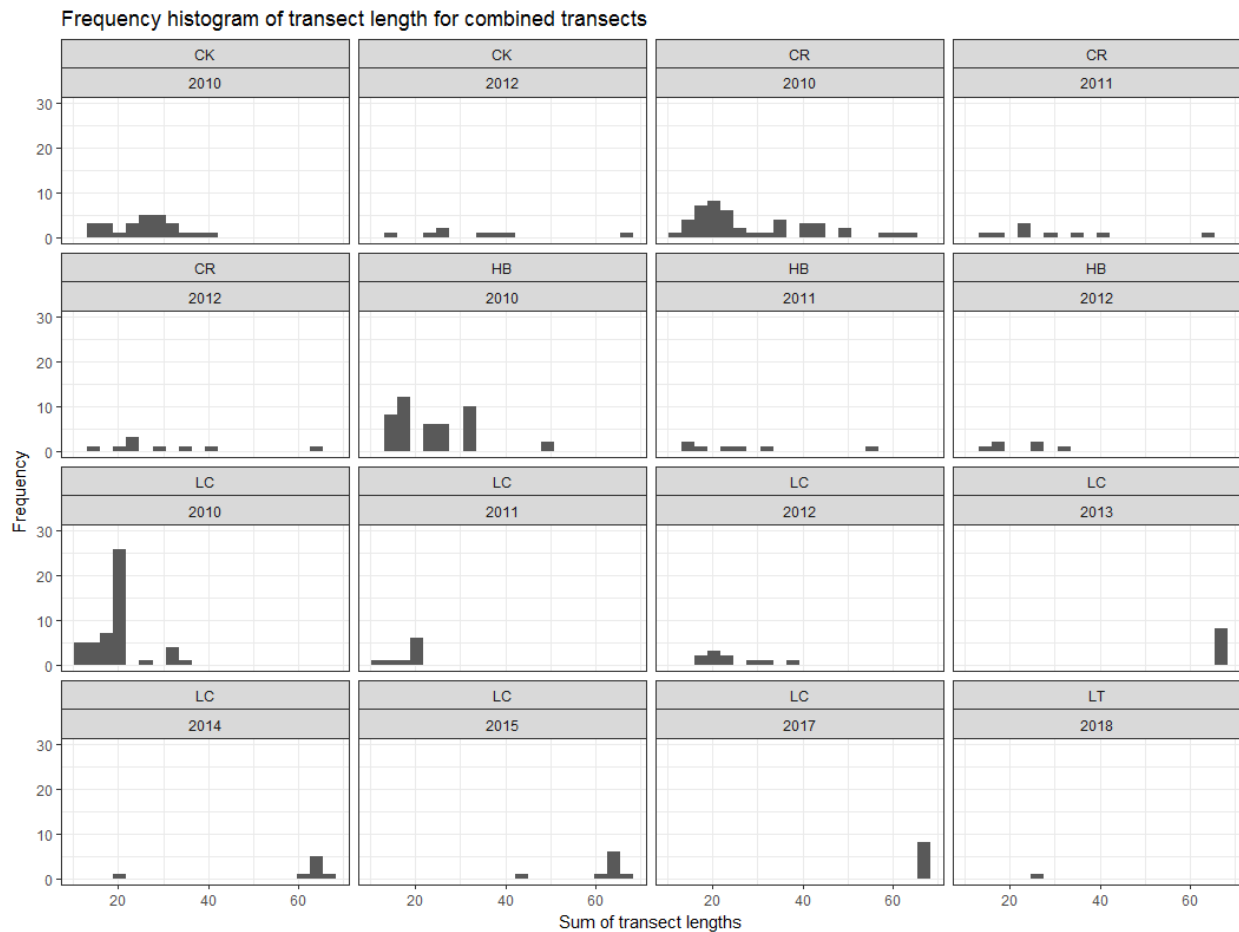 Frequency histogram of transect length for combined transects
CK CK CR CR
2010 2012 2010 2011
30
20
10
0
CR HB HB HB
2012 2010 2011 2012
30
20
10
0
LC LC LC LC
2010 2011 2012 2013
30
20
10
0
LC LC LC LT
2014 2015 2017 2018
30
20
10
0
20 40 60 20 40 60 20 40 60 20 40 60
Sum of transect lengths
Frequency